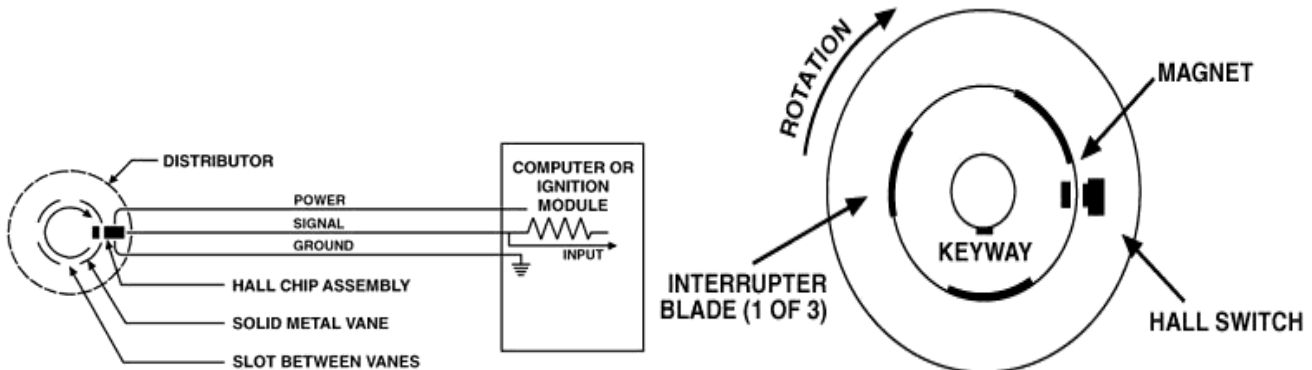 DISTRIBUTOR
COMPUTER OR
IGNITION
MODULE
POWER
SIGNAL
GROUND
INPUT
HALL CHIP ASSEMBLY
SOLID METAL VANE
SLOT BETWEEN VANES
ROTATION
MAGNET
KEYWAY
INTERRUPTER
BLADE (1 OF 3)
HALL SWITCH